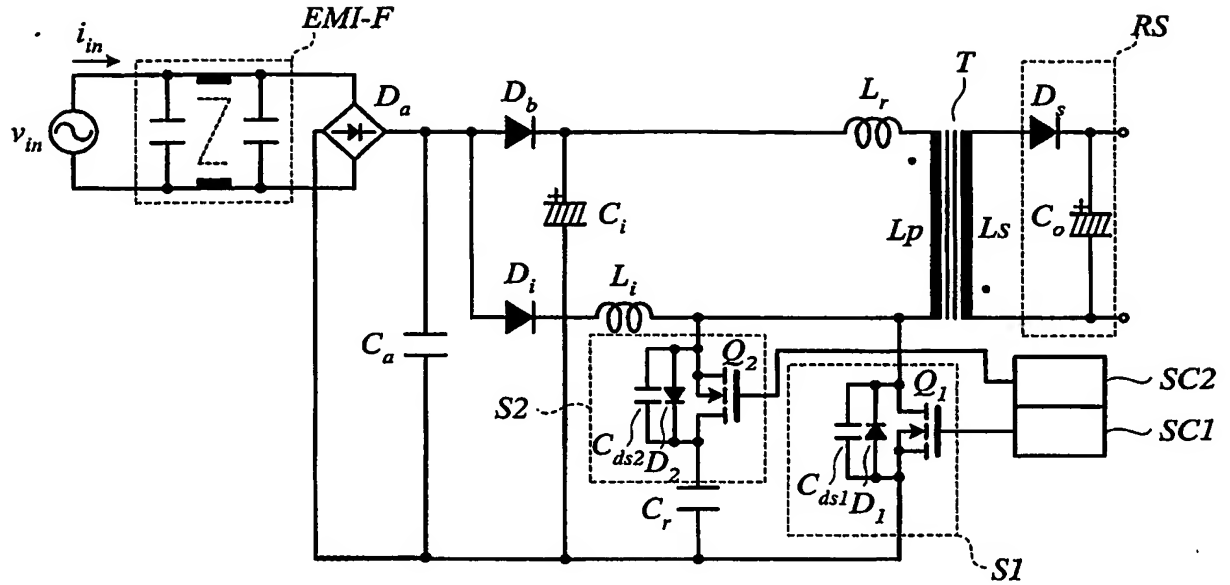 EMI-F
RS
i_in
T
D_a
D_b
L_r
D_s
v_in
C_i
Lp
Ls
C_o
D_i
L_i
C_a
Q_2
S2
Q_1
SC2
SC1
C_ds2 D_2
C_r
C_ds1 D_1
S1